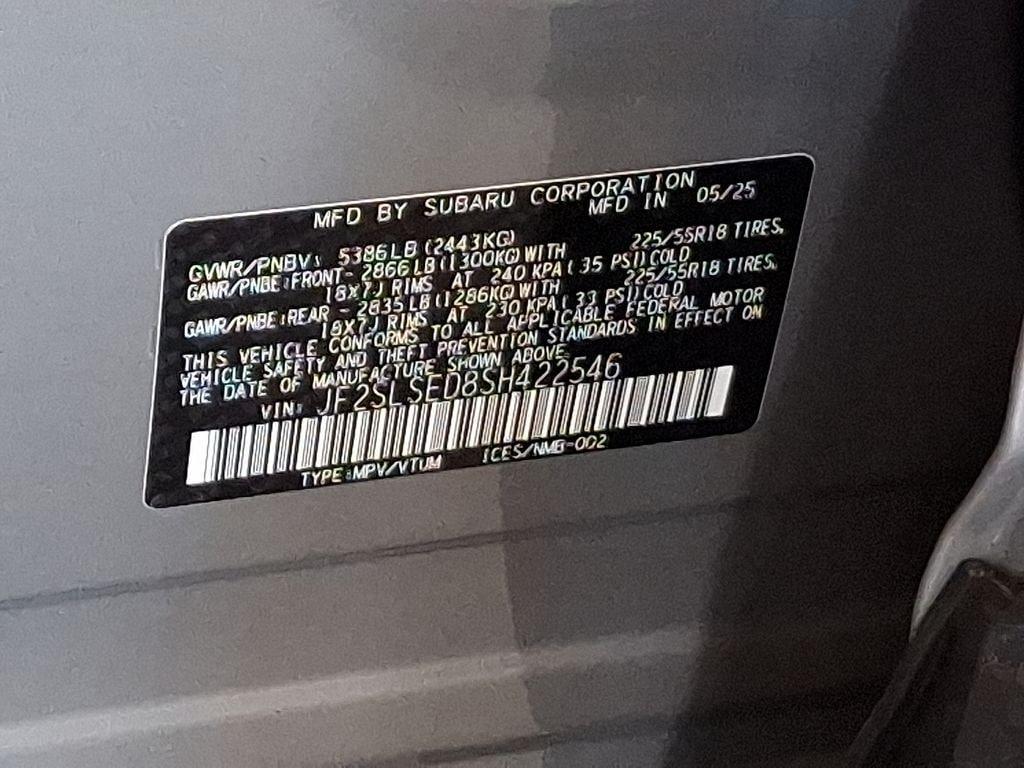 MFD BY SUBARU CORPORATION
MFD IN 05/25
GVWR/PNBV: 5386LB (2443KG)
GAWR/PNBE:FRONT- 2866LB(1300KG)WITH 225/55R18 TIRES,
18X7J RIMS AT 240 KPA( 35 PSI)COLD
GAWR/PNBE:REAR - 2835LB(1286KG)WITH 225/55R18 TIRES,
18X7J RIMS AT 230 KPA( 33 PSI)COLD
THIS VEHICLE CONFORMS TO ALL APPLICABLE FEDERAL MOTOR
VEHICLE SAFETY AND THEFT PREVENTION STANDARDS IN EFFECT ON
THE DATE OF MANUFACTURE SHOWN ABOVE.
VIN: JF2SLSED8SH422546
TYPE:MPV/VTUM ICES/NMB-002